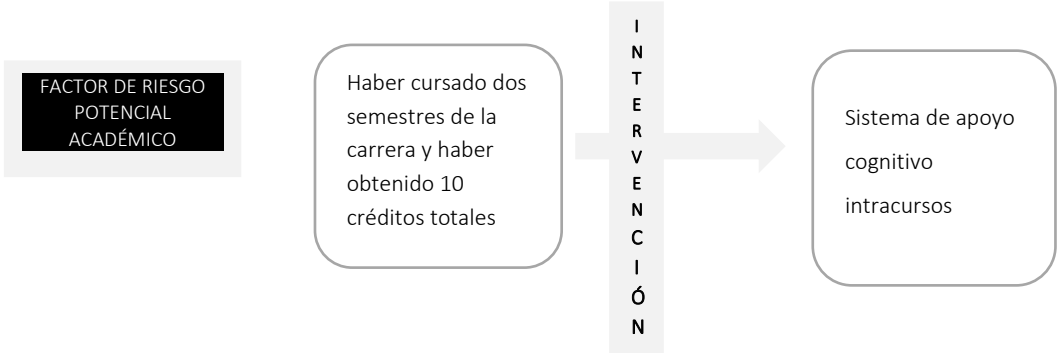 FACTOR DE RIESGO
POTENCIAL
ACADÉMICO
Haber cursado dos
semestres de la
carrera y haber
obtenido 10
créditos totales
I
N
T
E
R
V
E
N
C
I
Ó
N
Sistema de apoyo
cognitivo
intracursos